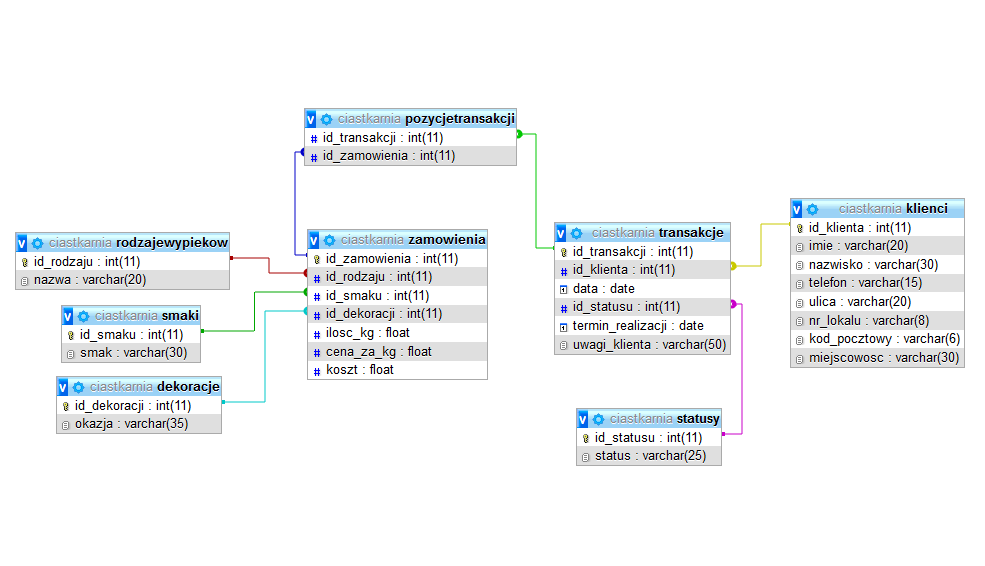 v ciastkarnia pozycjetransakcji
# id_transakcji : int(11)
# id_zamowienia : int(11)
v ciastkarnia rodzajewypiekow
id_rodzaju : int(11)
nazwa : varchar(20)
v ciastkarnia smaki
id_smaku : int(11)
smak : varchar(30)
v ciastkarnia dekoracje
id_dekoracji : int(11)
okazja : varchar(35)
v ciastkarnia zamowienia
id_zamowienia : int(11)
# id_rodzaju : int(11)
# id_smaku : int(11)
# id_dekoracji : int(11)
# ilosc_kg : float
# cena_za_kg : float
# koszt : float
v ciastkarnia transakcje
id_transakcji : int(11)
# id_klienta : int(11)
data : date
# id_statusu : int(11)
termin_realizacji : date
uwagi_klienta : varchar(50)
v ciastkarnia statusy
id_statusu : int(11)
status : varchar(25)
v ciastkarnia klienci
id_klienta : int(11)
imie : varchar(20)
nazwisko : varchar(30)
telefon : varchar(15)
ulica : varchar(20)
nr_lokalu : varchar(8)
kod_pocztowy : varchar(6)
miejscowosc : varchar(30)